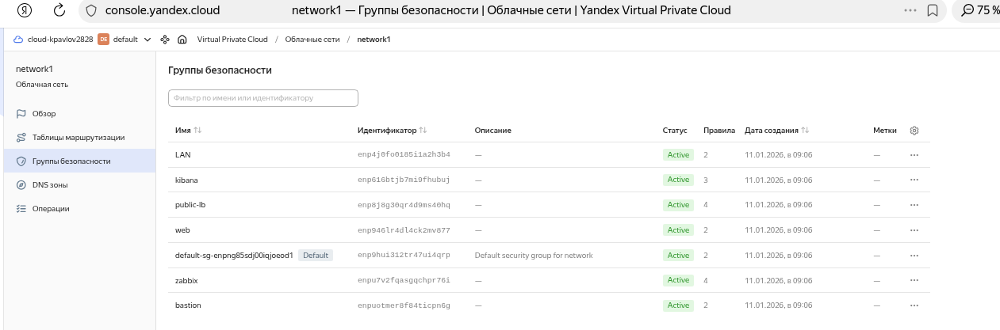 console.yandex.cloud network1 — Группы безопасности | Облачные сети | Yandex Virtual Private Cloud 75 %
cloud-kpavlov2828 DE default Virtual Private Cloud / Облачные сети / network1
network1
Облачная сеть
Обзор
Таблицы маршрутизации
Группы безопасности
DNS зоны
Операции
Группы безопасности
Фильтр по имени или идентификатору
Имя Идентификатор Описание Статус Правила Дата создания Метки
LAN enp4j0fo0185i1a2h3b4 — Active 2 11.01.2026, в 09:06 —
kibana enp616btjb7mi9fhubuj — Active 3 11.01.2026, в 09:06 —
public-lb enp8j8g30qr4d9ms40hq — Active 4 11.01.2026, в 09:06 —
web enp946lr4dl4ck2mv877 — Active 2 11.01.2026, в 09:06 —
default-sg-enpng85sdj00iqjoeod1 Default enp9hui312tr47ui4qrp Default security group for network Active 2 11.01.2026, в 09:06 —
zabbix enpu7v2fqasgqchpr76i — Active 4 11.01.2026, в 09:06 —
bastion enpuotmer8f84ticpn6g — Active 2 11.01.2026, в 09:06 —